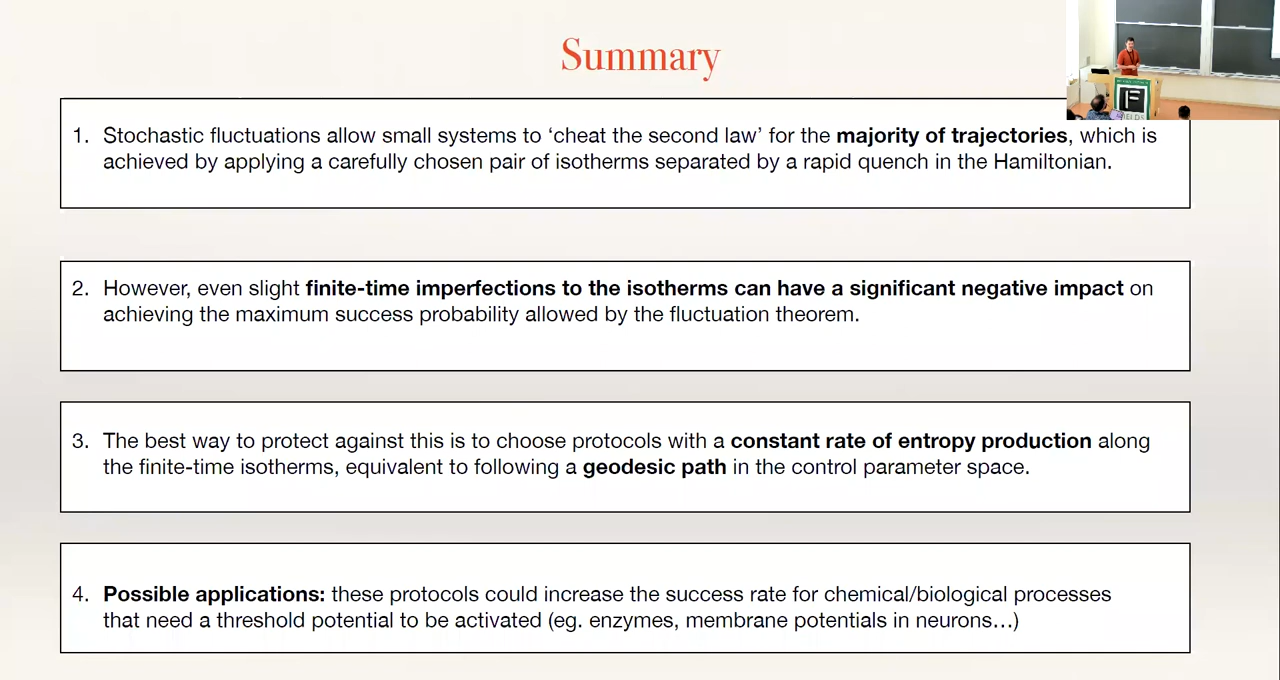 Summary
1. Stochastic fluctuations allow small systems to ‘cheat the second law’ for the majority of trajectories, which is
achieved by applying a carefully chosen pair of isotherms separated by a rapid quench in the Hamiltonian.
2. However, even slight finite-time imperfections to the isotherms can have a significant negative impact on
achieving the maximum success probability allowed by the fluctuation theorem.
3. The best way to protect against this is to choose protocols with a constant rate of entropy production along
the finite-time isotherms, equivalent to following a geodesic path in the control parameter space.
4. Possible applications: these protocols could increase the success rate for chemical/biological processes
that need a threshold potential to be activated (eg. enzymes, membrane potentials in neurons…)
F
FIELDS